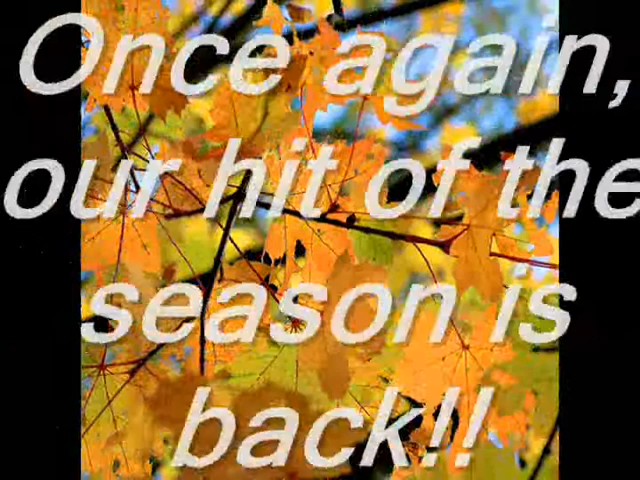 Once again,
our hit of the
season is
back!!